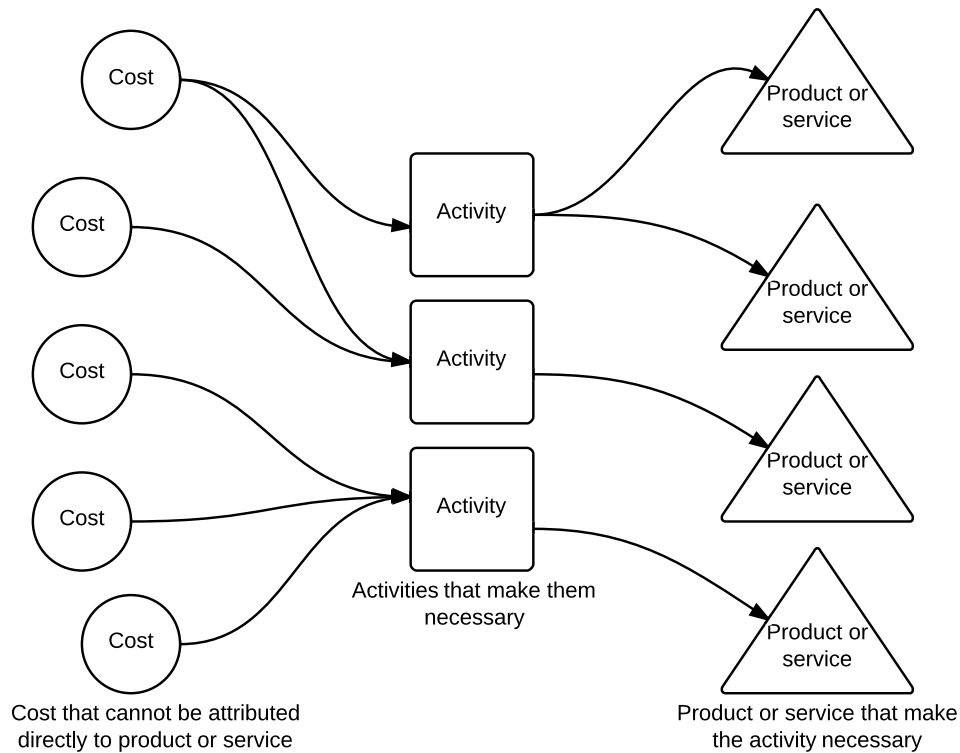 Cost
Cost
Cost
Cost
Cost
Cost that cannot be attributed
directly to product or service
Activity
Activity
Activity
Activities that make them
necessary
Product or
service
Product or
service
Product or
service
Product or
service
Product or service that make
the activity necessary